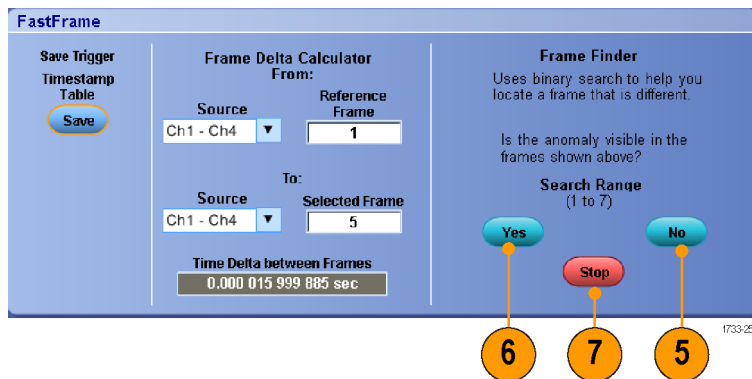 FastFrame
Save Trigger
Timestamp
Table
Save
Frame Delta Calculator
From:
Source
Reference
Frame
Ch1 - Ch4
1
To:
Source
Selected Frame
Ch1 - Ch4
5
Time Delta between Frames
0.000 015 999 885 sec
Frame Finder
Uses binary search to help you
locate a frame that is different.
Is the anomaly visible in the
frames shown above?
Search Range
(1 to 7)
Yes
No
Stop
6
7
5